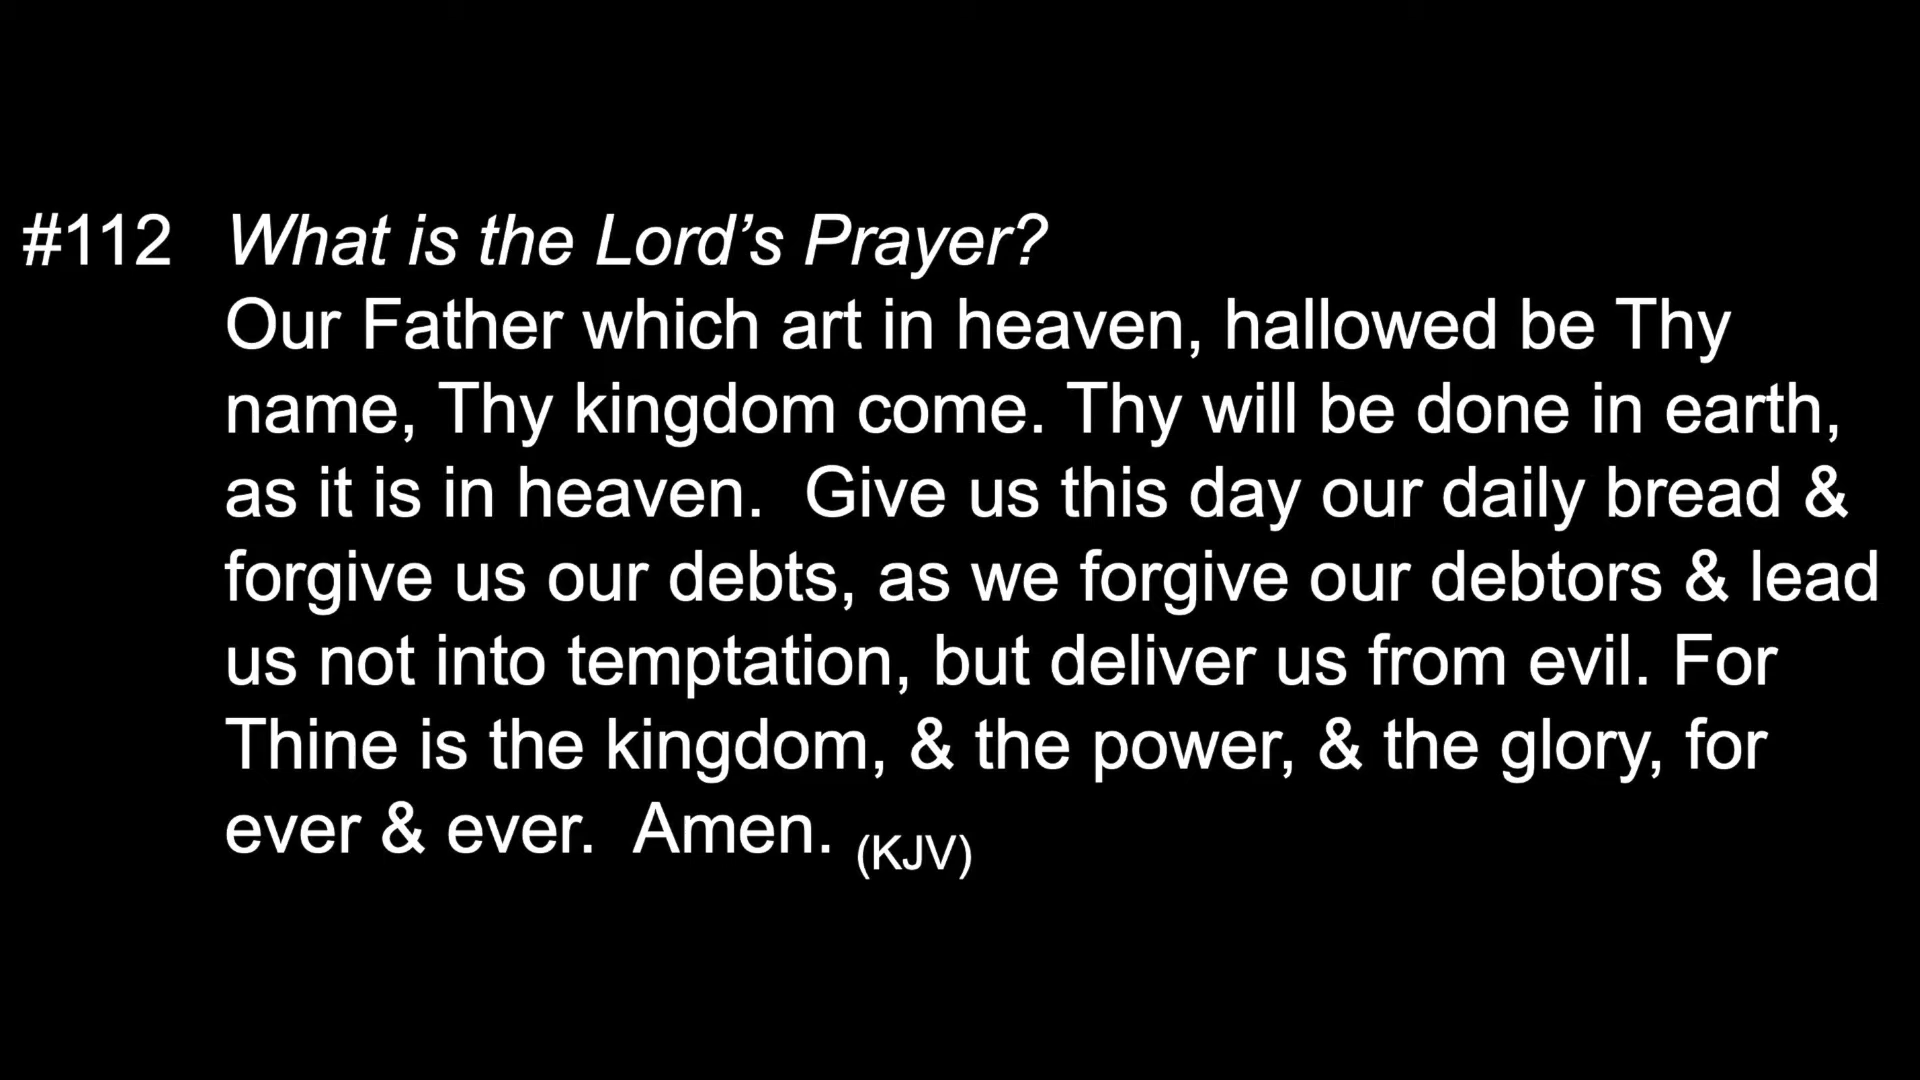 #112 What is the Lord’s Prayer?
Our Father which art in heaven, hallowed be Thy
name, Thy kingdom come. Thy will be done in earth,
as it is in heaven.  Give us this day our daily bread &
forgive us our debts, as we forgive our debtors & lead
us not into temptation, but deliver us from evil. For
Thine is the kingdom, & the power, & the glory, for
ever & ever.  Amen. (KJV)